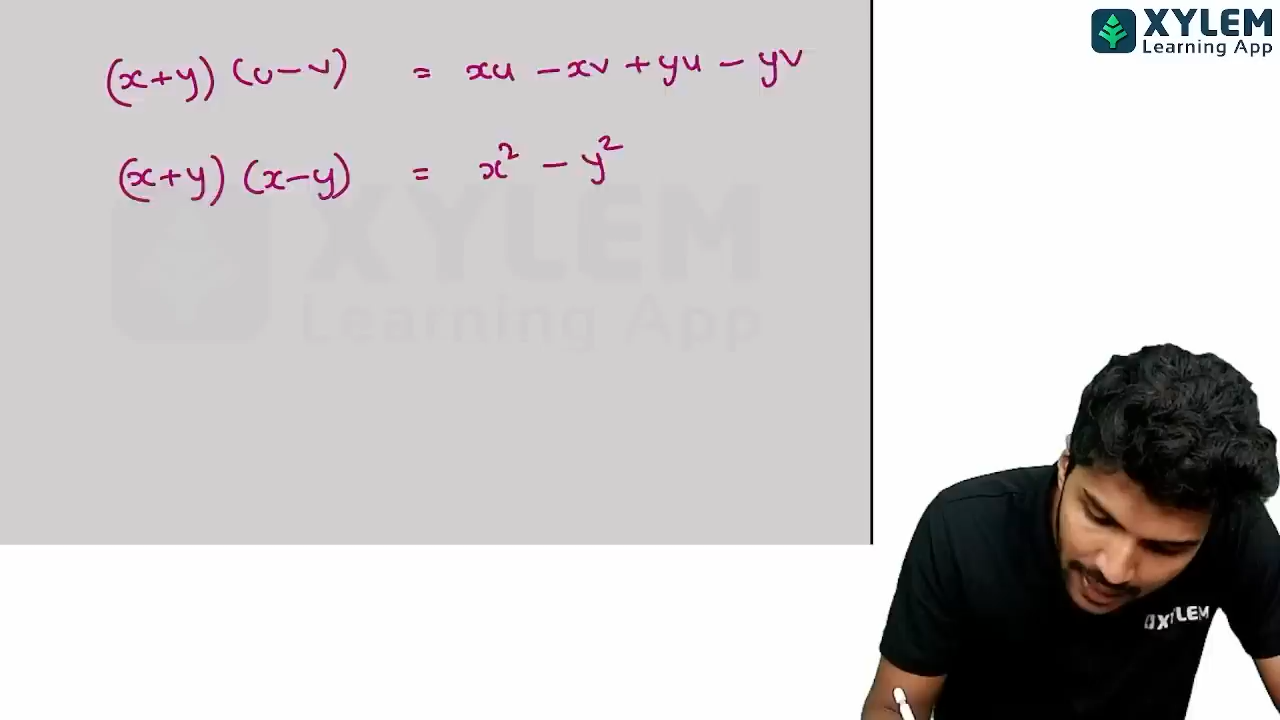 XYLEM
Learning App
(x+y) (u-v) = xu - xv + yu - yv
(x+y) (x-y) = x² - y²
XYLEM
Learning App
XYLEM